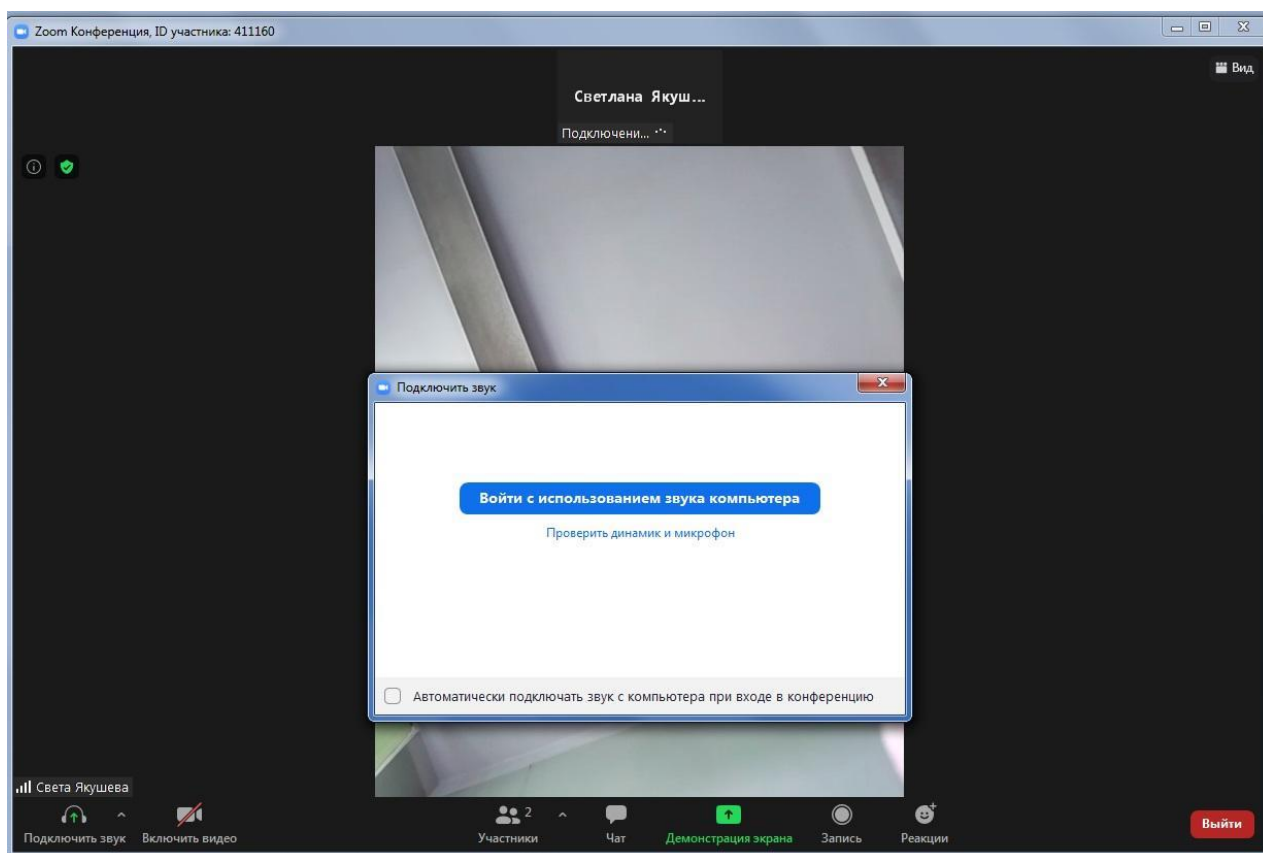 Zoom Конференция, ID участника: 411160
Вид
Светлана Якуш...
Подключени...
Подключить звук
Войти с использованием звука компьютера
Проверить динамик и микрофон
Автоматически подключать звук с компьютера при входе в конференцию
Света Якушева
2
Подключить звук Включить видео Участники Чат Демонстрация экрана Запись Реакции Выйти